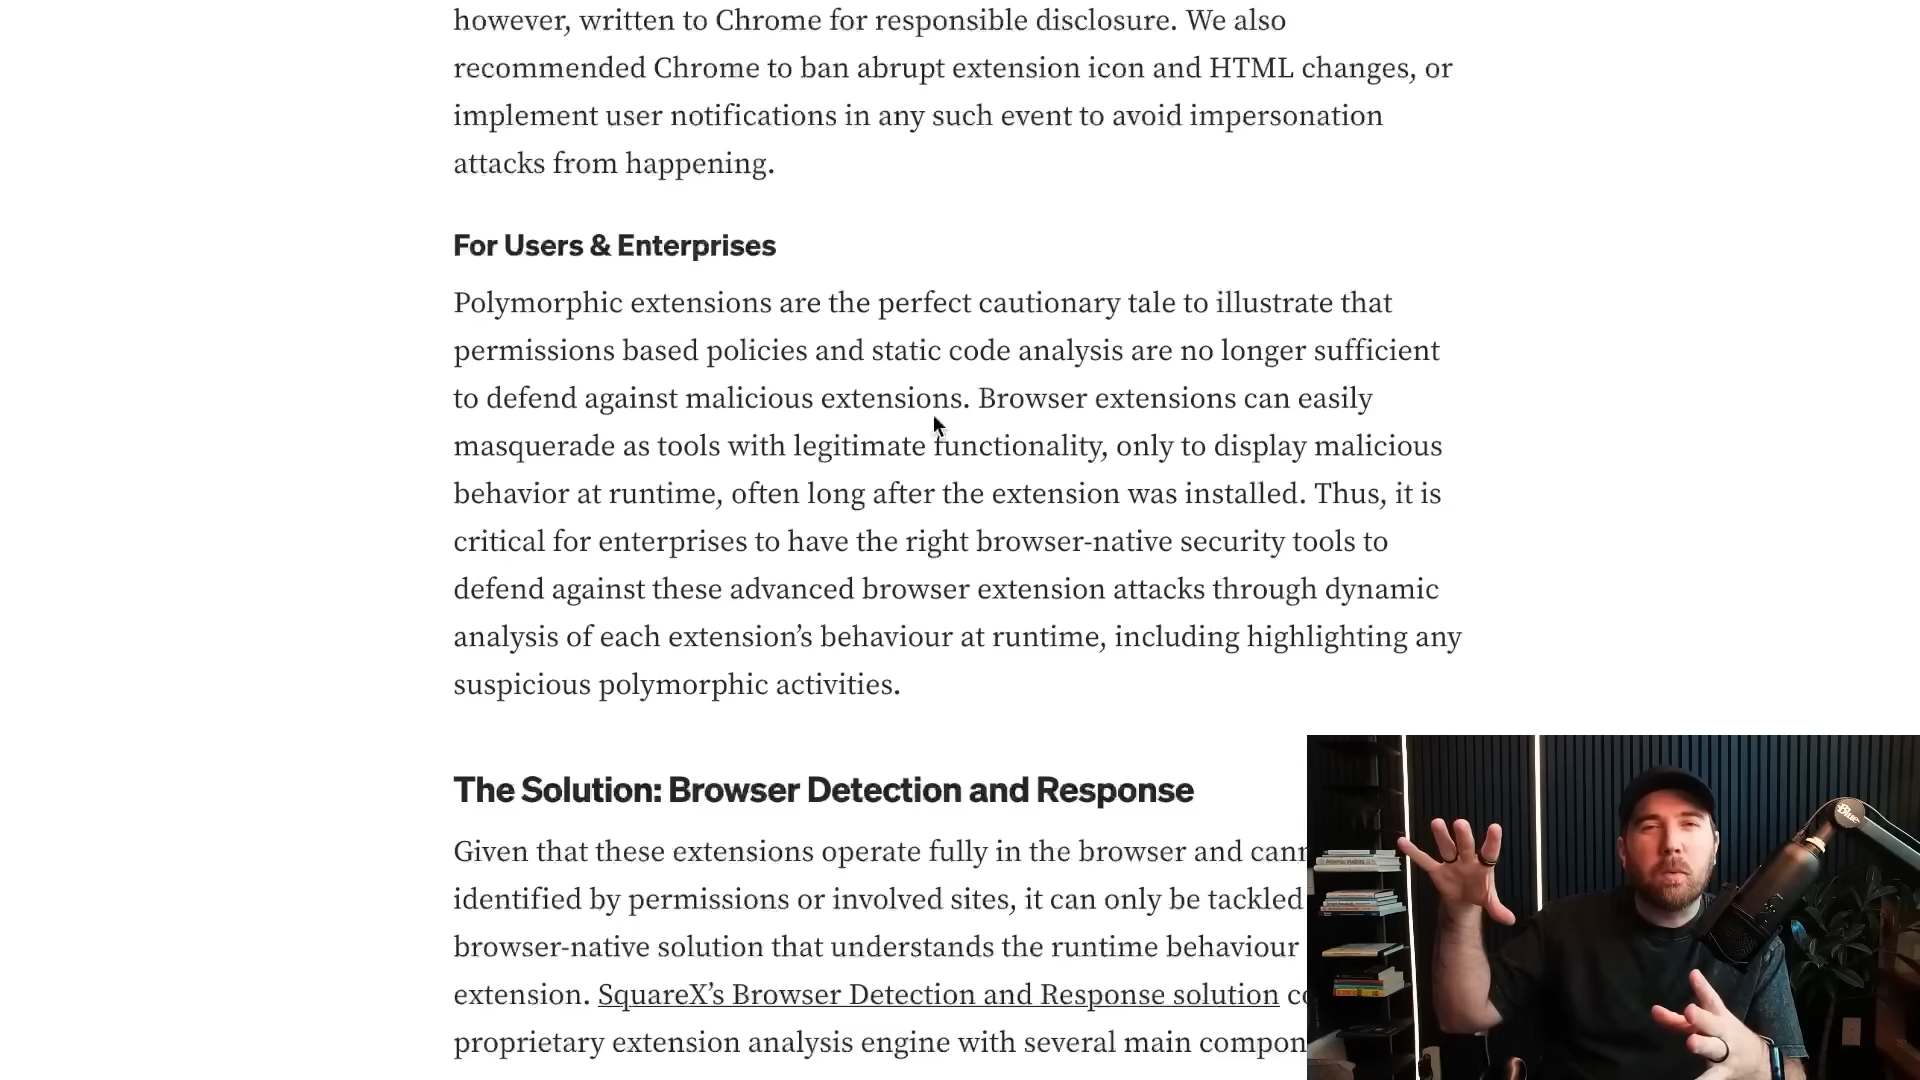 however, written to Chrome for responsible disclosure. We also
recommended Chrome to ban abrupt extension icon and HTML changes, or
implement user notifications in any such event to avoid impersonation
attacks from happening.
For Users & Enterprises
Polymorphic extensions are the perfect cautionary tale to illustrate that
permissions based policies and static code analysis are no longer sufficient
to defend against malicious extensions. Browser extensions can easily
masquerade as tools with legitimate functionality, only to display malicious
behavior at runtime, often long after the extension was installed. Thus, it is
critical for enterprises to have the right browser-native security tools to
defend against these advanced browser extension attacks through dynamic
analysis of each extension’s behaviour at runtime, including highlighting any
suspicious polymorphic activities.
The Solution: Browser Detection and Response
Given that these extensions operate fully in the browser and cann
identified by permissions or involved sites, it can only be tackled
browser-native solution that understands the runtime behaviour
extension. SquareX’s Browser Detection and Response solution co
proprietary extension analysis engine with several main compon
Blue
Atomic Habits